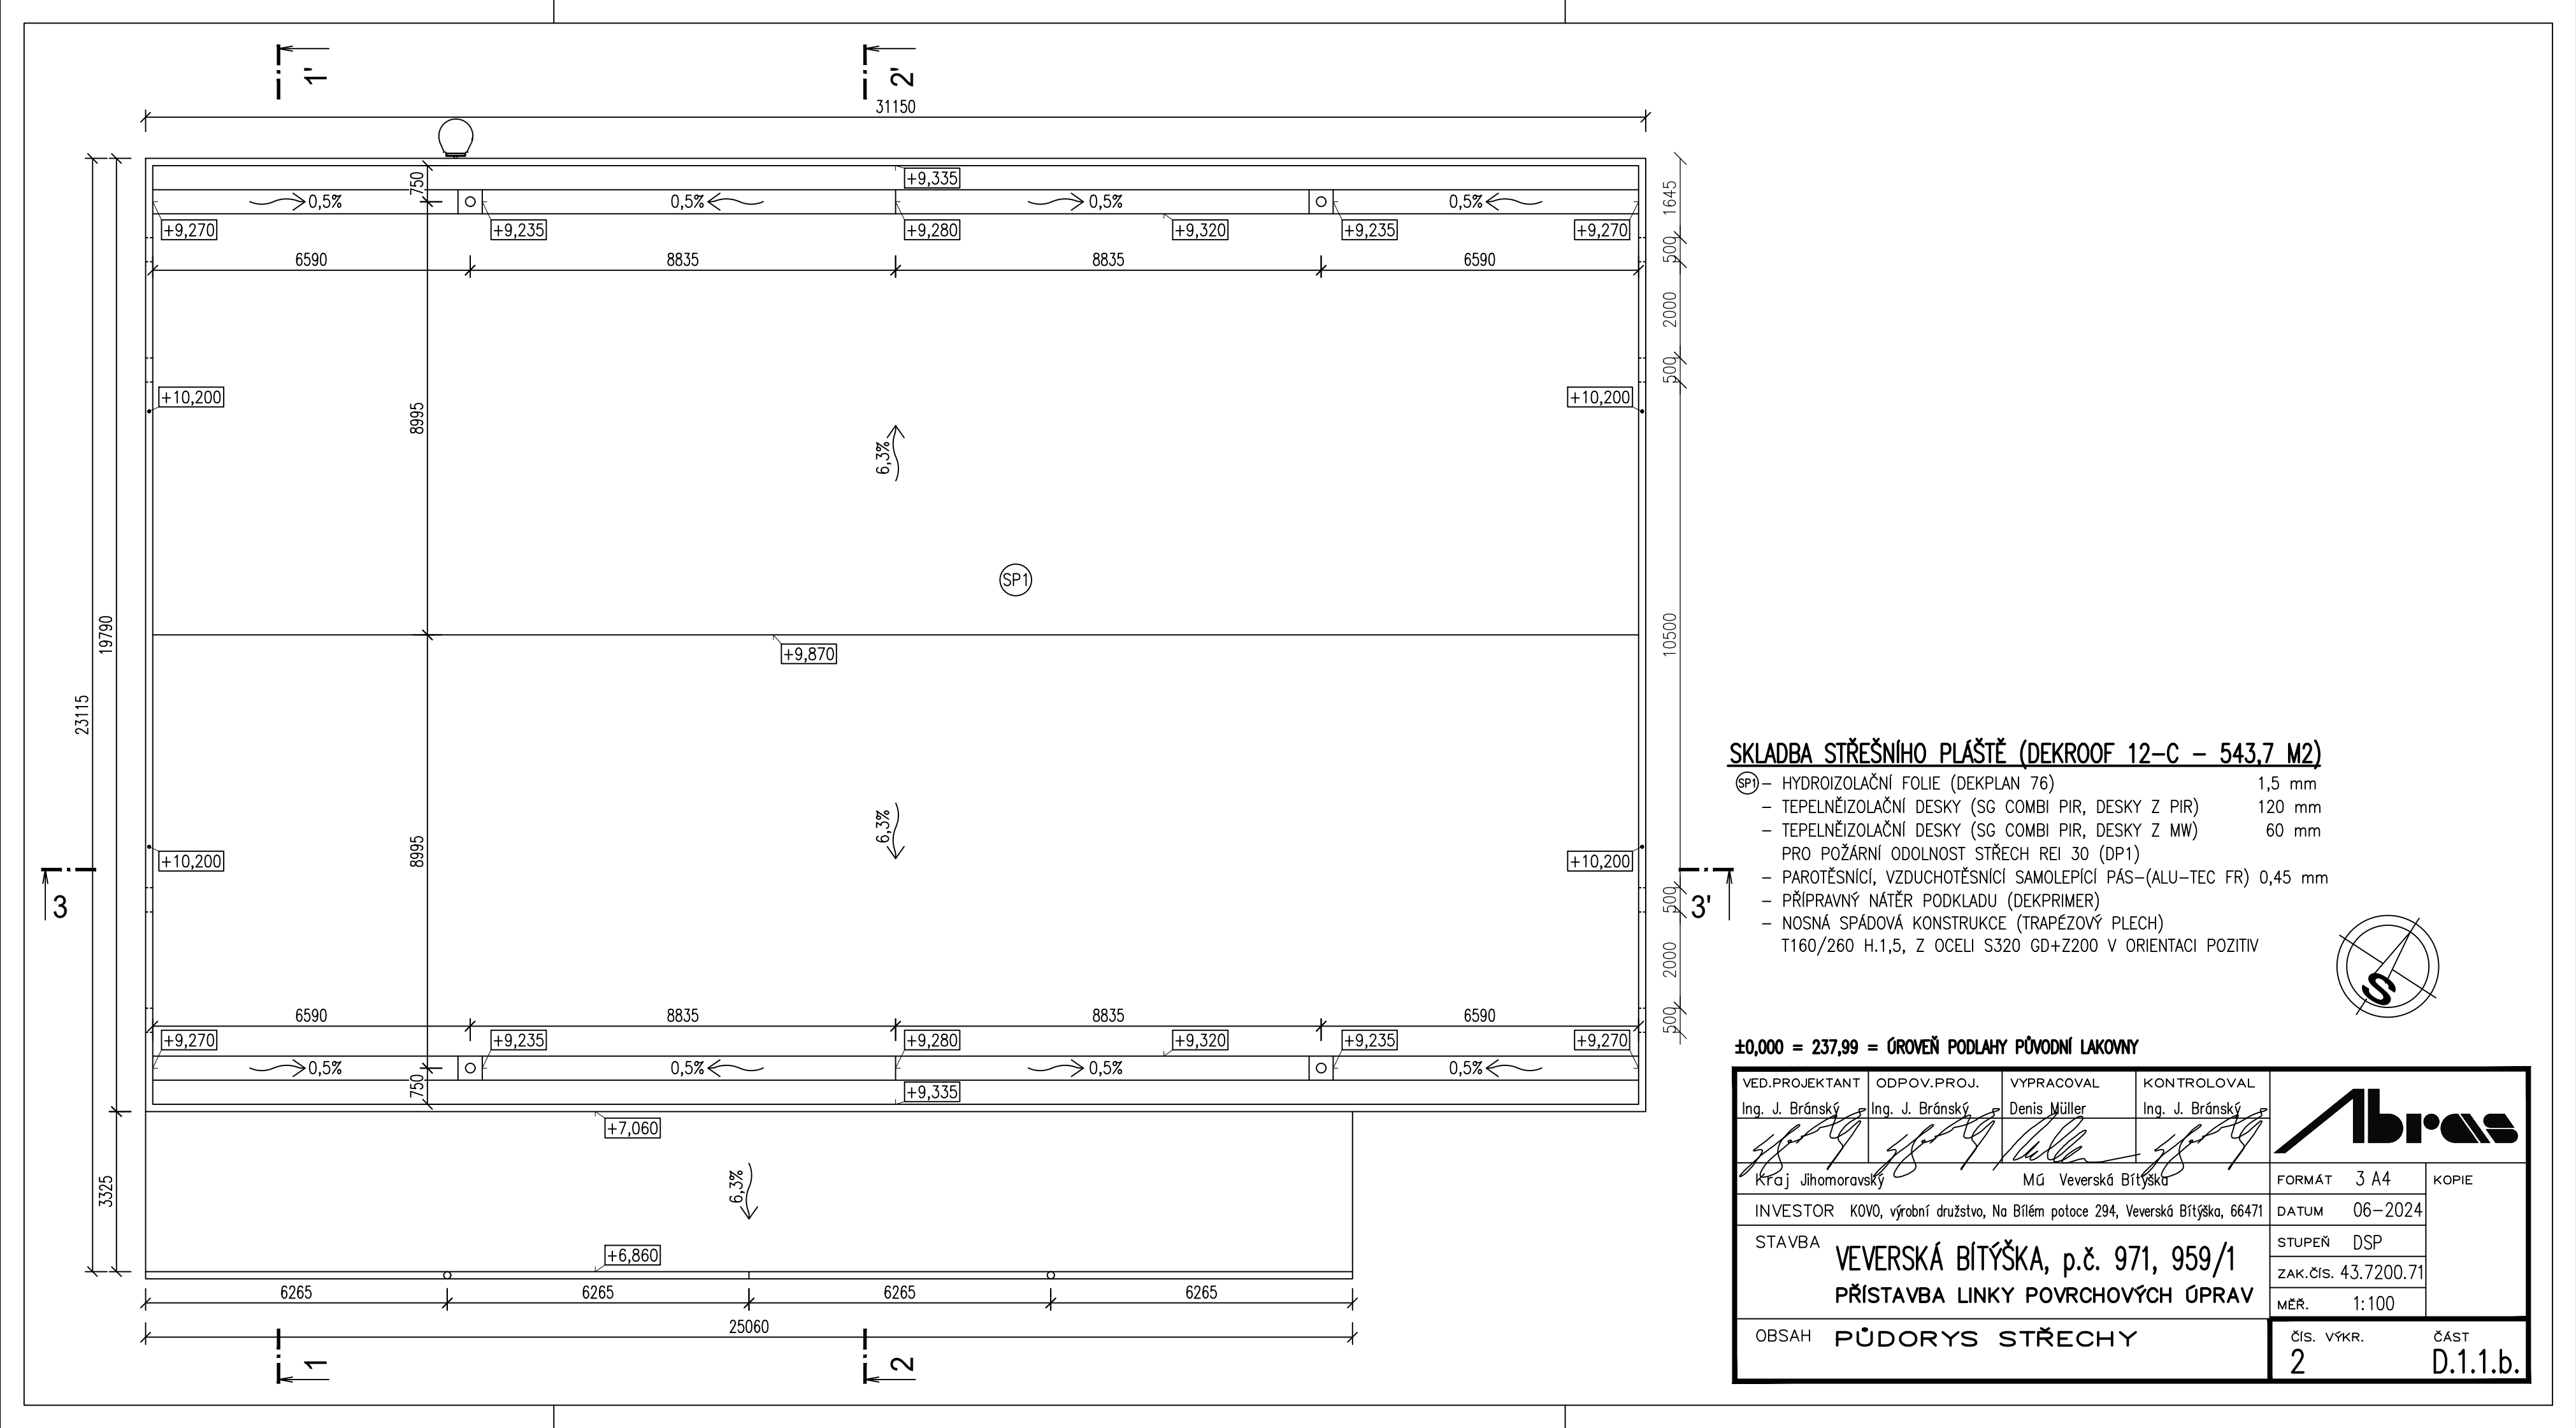 1'
2'
31150
+9,335
750
0,5%
0,5%
0,5%
0,5%
1645
+9,270
+9,235
+9,280
+9,320
+9,235
+9,270
500
6590
8835
8835
6590
2000
500
+10,200
8995
+10,200
6,3%
SP1
19790
10500
+9,870
23115
6,3%
8995
+10,200
+10,200
3
3'
500
2000
6590
8835
8835
6590
500
+9,270
+9,235
+9,280
+9,320
+9,235
+9,270
0,5%
0,5%
0,5%
0,5%
750
+9,335
+7,060
3325
6,3%
+6,860
6265
6265
6265
6265
25060
1
2
SKLADBA STŘEŠNÍHO PLÁŠTĚ (DEKROOF 12-C - 543,7 M2)
SP1 - HYDROIZOLAČNÍ FOLIE (DEKPLAN 76) 1,5 mm
- TEPELNĚIZOLAČNÍ DESKY (SG COMBI PIR, DESKY Z PIR) 120 mm
- TEPELNĚIZOLAČNÍ DESKY (SG COMBI PIR, DESKY Z MW) 60 mm
PRO POŽÁRNÍ ODOLNOST STŘECH REI 30 (DP1)
- PAROTĚSNÍCÍ, VZDUCHOTĚSNÍCÍ SAMOLEPÍCÍ PÁS-(ALU-TEC FR) 0,45 mm
- PŘÍPRAVNÝ NÁTĚR PODKLADU (DEKPRIMER)
- NOSNÁ SPÁDOVÁ KONSTRUKCE (TRAPÉZOVÝ PLECH)
T160/260 H.1,5, Z OCELI S320 GD+Z200 V ORIENTACI POZITIV
S
±0,000 = 237,99 = ÚROVEŇ PODLAHY PŮVODNÍ LAKOVNY
VED.PROJEKTANT ODPOV.PROJ. VYPRACOVAL KONTROLOVAL
Ing. J. Bránský Ing. J. Bránský Denis Müller Ing. J. Bránský
Abras
Kraj Jihomoravský Mú Veverská Bítýška
FORMÁT 3 A4 KOPIE
INVESTOR KOVO, výrobní družstvo, Na Bílém potoce 294, Veverská Bítýška, 66471
DATUM 06-2024
STAVBA VEVERSKÁ BÍTÝŠKA, p.č. 971, 959/1
PŘÍSTAVBA LINKY POVRCHOVÝCH ÚPRAV
STUPEŇ DSP
ZAK.ČÍS. 43.7200.71
MĚŘ. 1:100
OBSAH PŮDORYS STŘECHY
ČÍS. VÝKR. ČÁST
2 D.1.1.b.